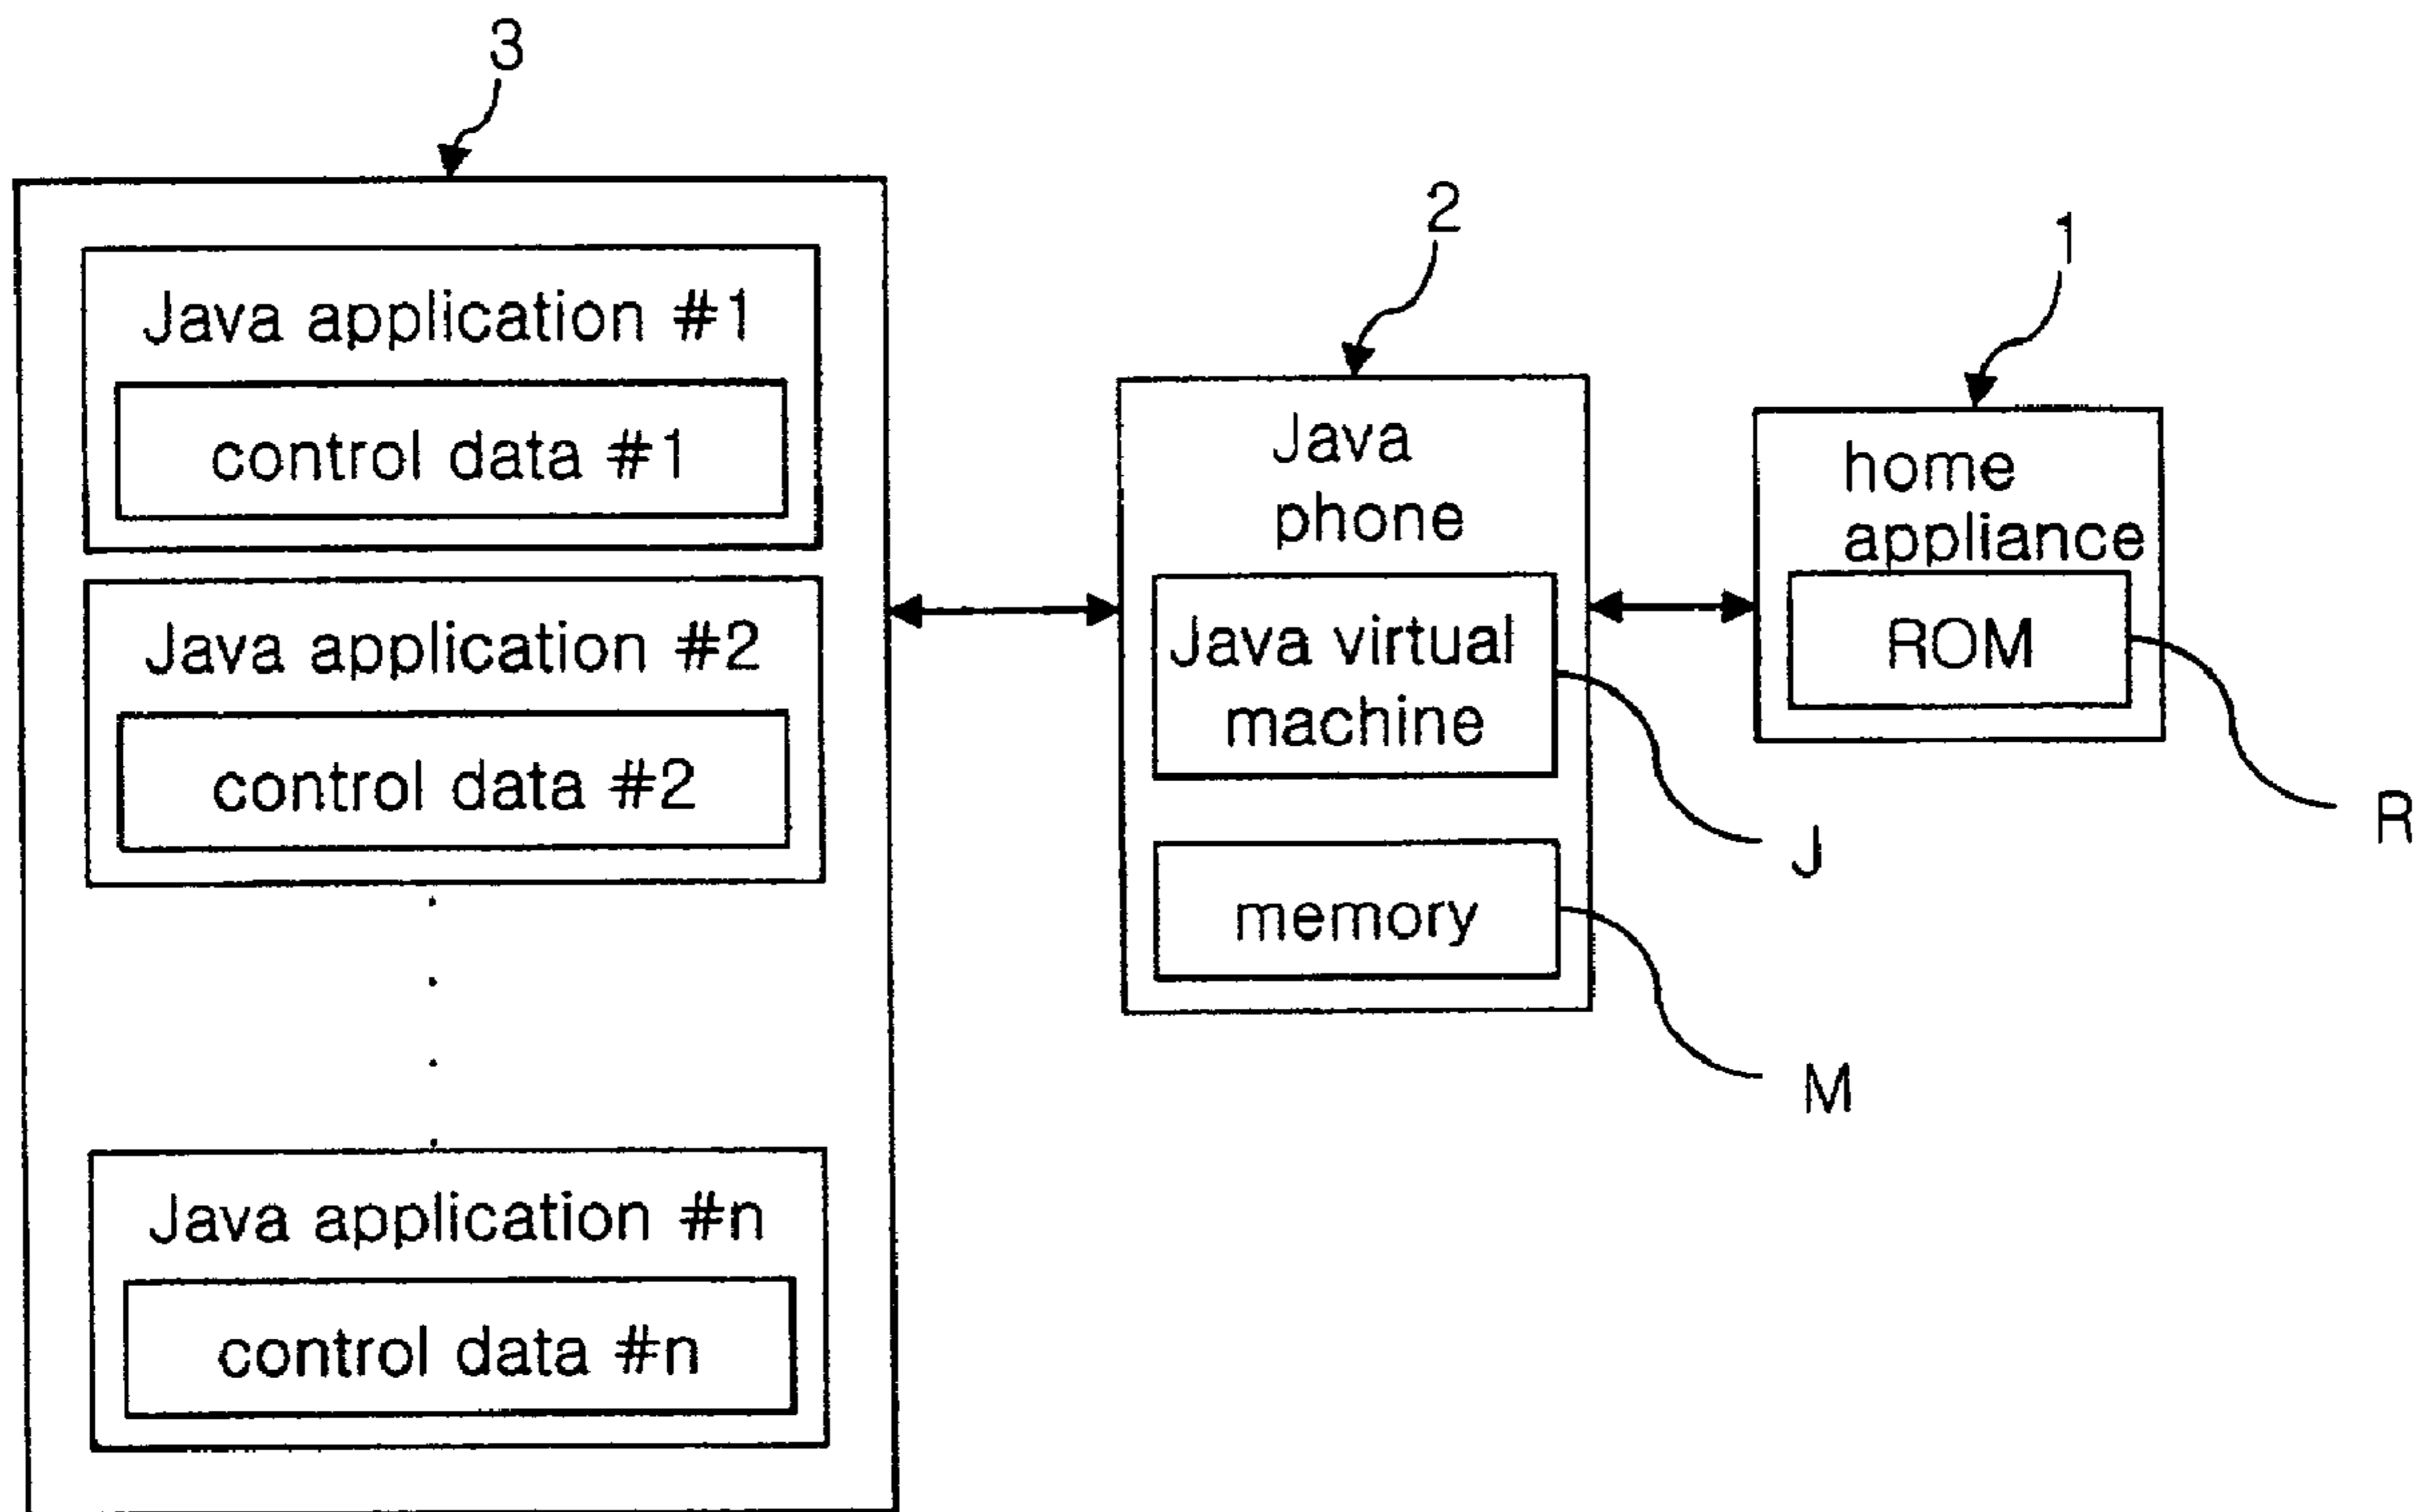 3
Java application #1
control data #1
Java application #2
control data #2
Java application #n
control data #n
2
Java
phone
Java virtual
machine
memory
J
M
1
home
appliance
ROM
R